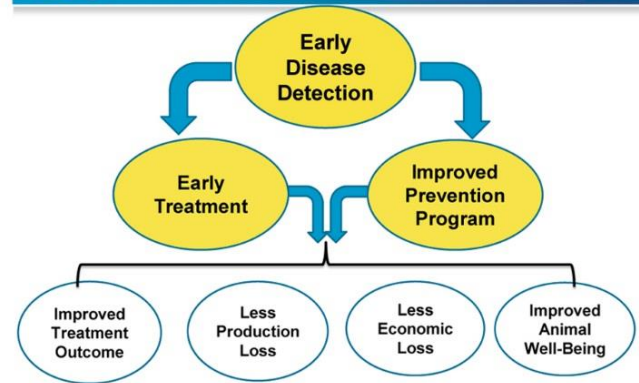 Early
Disease
Detection
Early
Treatment
Improved
Prevention
Program
Improved
Treatment
Outcome
Less
Production
Loss
Less
Economic
Loss
Improved
Animal
Well-Being